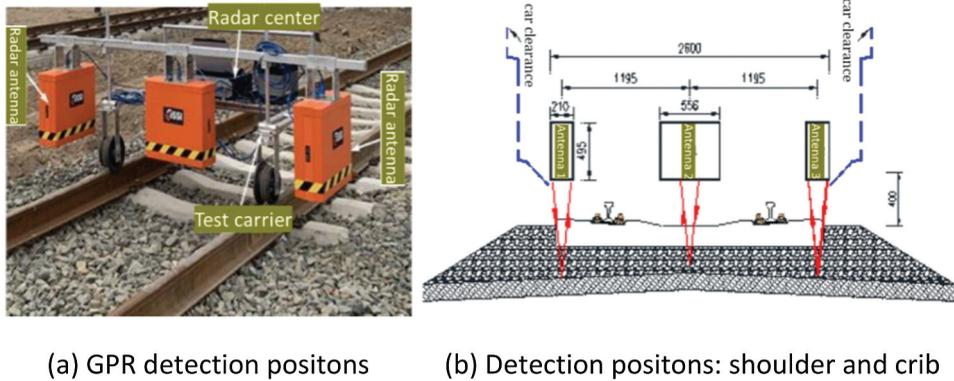 Radar center
Radar antenna
Radar antenna
Test carrier
GSSI
car clearance
car clearance
2600
1195
1195
210
556
495
400
Antenna 1
Antenna 2
Antenna 3
(a) GPR detection positons
(b) Detection positons: shoulder and crib